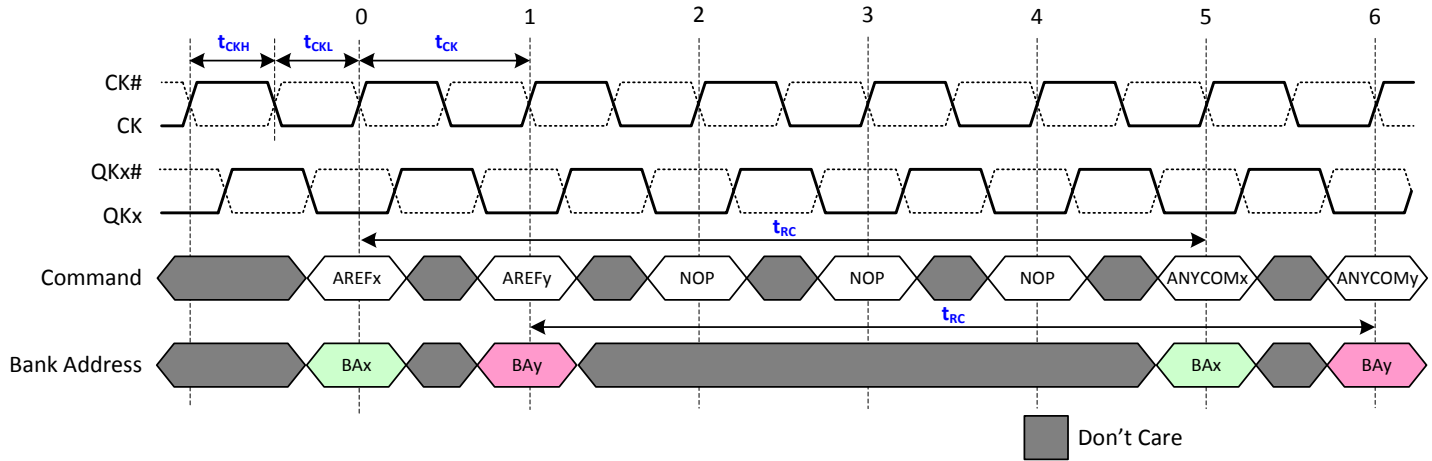 0 1 2 3 4 5 6
tCKH tCKL tCK
CK#
CK
QKx#
QKx
tRC
Command AREFx AREFy NOP NOP NOP ANYCOMx ANYCOMy
tRC
Bank Address BAx BAy BAx BAy
Don't Care